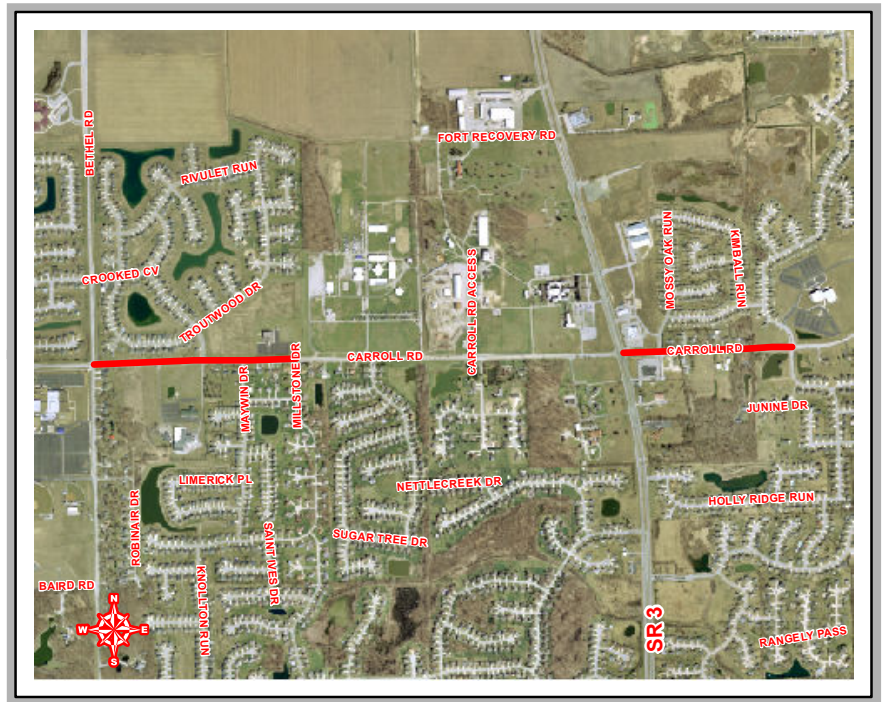 FORT RECOVERY RD
BETHEL RD
RIVULET RUN
MOSSY OAK RUN
KIMBALL RUN
CROOKED CV
CARROLL RD ACCESS
TROUTWOOD DR
CARROLL RD
CARROLL RD
MAYWIN DR
MILLSTONE DR
JUNINE DR
LIMERICK PL
NETTLECREEK DR
HOLLY RIDGE RUN
ROBINAIR DR
SUGAR TREE DR
SAINT IVES DR
KNOLLTON RUN
BAIRD RD
N
W E
S
SR 3
RANGELY PASS